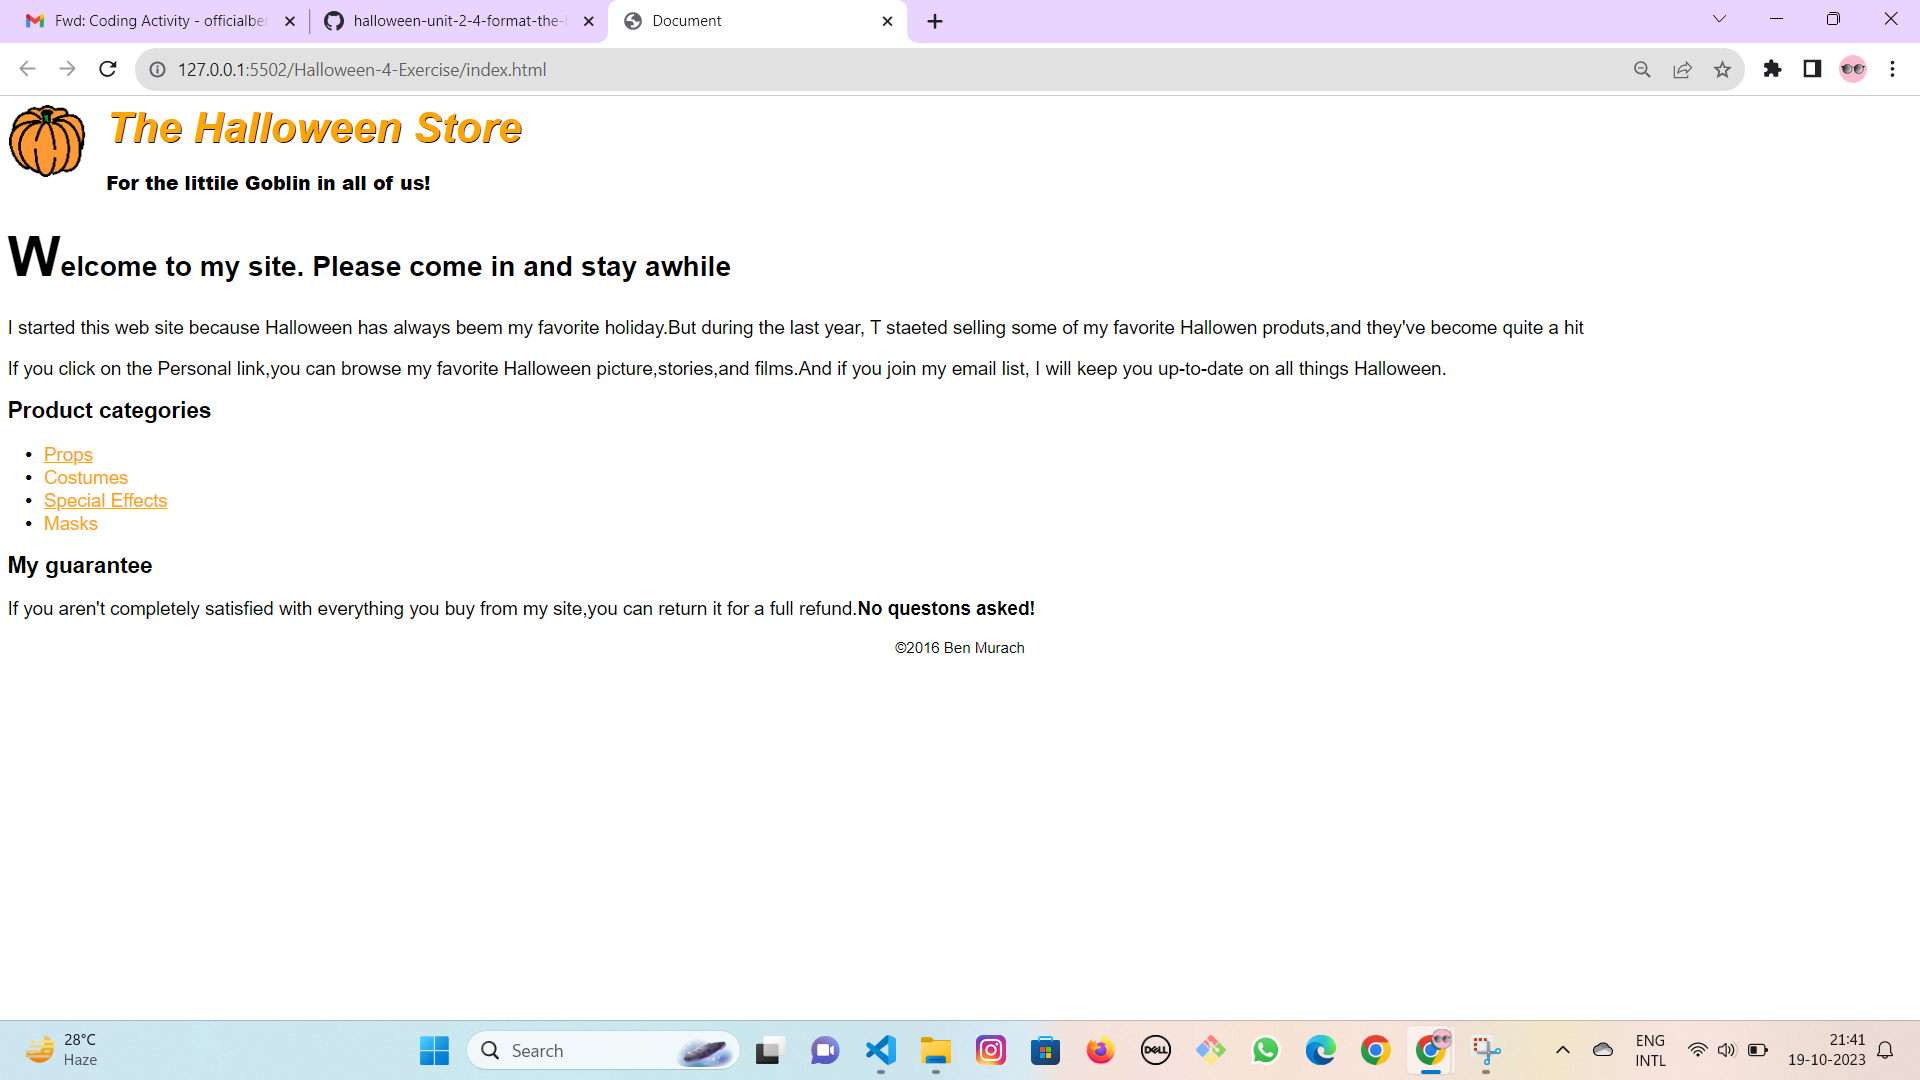 Fwd: Coding Activity - officialber
halloween-unit-2-4-format-the-
Document
127.0.0.1:5502/Halloween-4-Exercise/index.html
The Halloween Store
For the littile Goblin in all of us!
Welcome to my site. Please come in and stay awhile
I started this web site because Halloween has always beem my favorite holiday.But during the last year, T staeted selling some of my favorite Hallowen produts,and they've become quite a hit
If you click on the Personal link,you can browse my favorite Halloween picture,stories,and films.And if you join my email list, I will keep you up-to-date on all things Halloween.
Product categories
• Props
• Costumes
• Special Effects
• Masks
My guarantee
If you aren't completely satisfied with everything you buy from my site,you can return it for a full refund.No questons asked!
©2016 Ben Murach
28°C
Haze
Search
DELL
ENG
INTL
21:41
19-10-2023